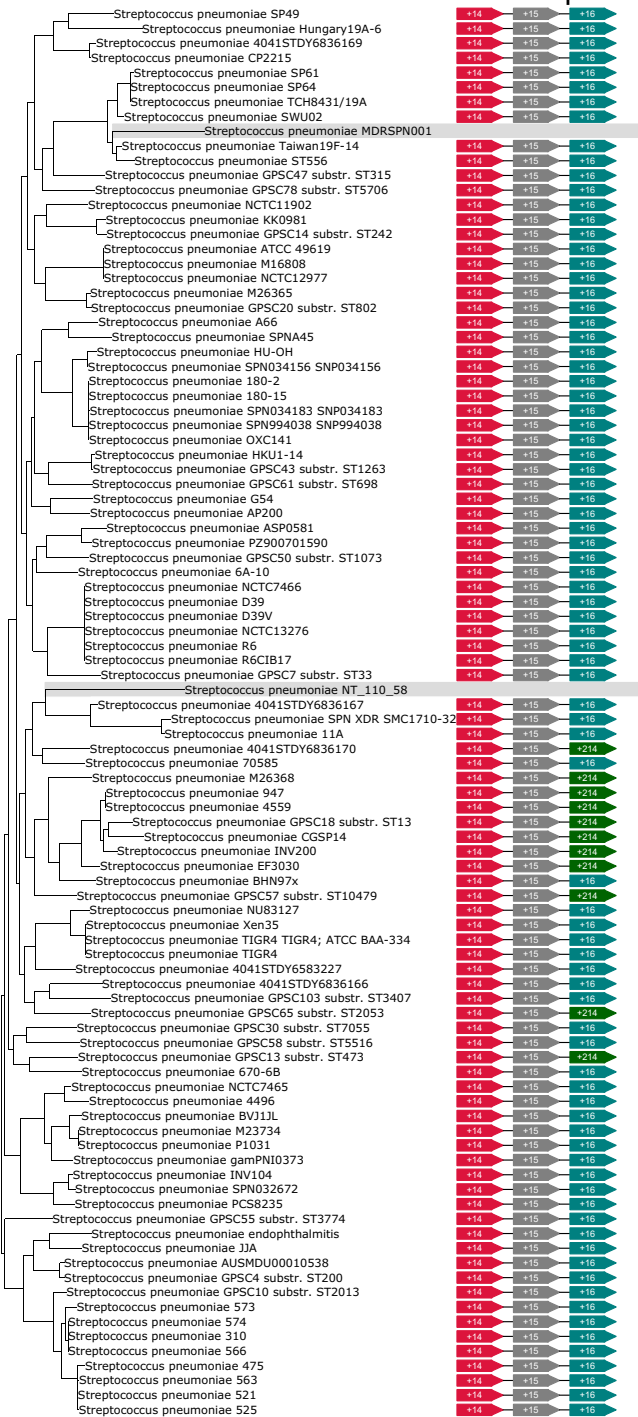 Streptococcus pneumoniae SP49 +14 +15 +16
Streptococcus pneumoniae Hungary19A-6 +14 +15 +16
Streptococcus pneumoniae 4041STDY6836169 +14 +15 +16
Streptococcus pneumoniae CP2215 +14 +15 +16
Streptococcus pneumoniae SP61 +14 +15 +16
Streptococcus pneumoniae SP64 +14 +15 +16
Streptococcus pneumoniae TCH8431/19A +14 +15 +16
Streptococcus pneumoniae SWU02 +14 +15 +16
Streptococcus pneumoniae MDRSPN001
Streptococcus pneumoniae Taiwan19F-14 +14 +15 +16
Streptococcus pneumoniae ST556 +14 +15 +16
Streptococcus pneumoniae GPSC47 substr. ST315 +14 +15 +16
Streptococcus pneumoniae GPSC78 substr. ST5706 +14 +15 +16
Streptococcus pneumoniae NCTC11902 +14 +15 +16
Streptococcus pneumoniae KK0981 +14 +15 +16
Streptococcus pneumoniae GPSC14 substr. ST242 +14 +15 +16
Streptococcus pneumoniae ATCC 49619 +14 +15 +16
Streptococcus pneumoniae M16808 +14 +15 +16
Streptococcus pneumoniae NCTC12977 +14 +15 +16
Streptococcus pneumoniae M26365 +14 +15 +16
Streptococcus pneumoniae GPSC20 substr. ST802 +14 +15 +16
Streptococcus pneumoniae A66 +14 +15 +16
Streptococcus pneumoniae SPNA45 +14 +15 +16
Streptococcus pneumoniae HU-OH +14 +15 +16
Streptococcus pneumoniae SPN034156 SNP034156 +14 +15 +16
Streptococcus pneumoniae 180-2 +14 +15 +16
Streptococcus pneumoniae 180-15 +14 +15 +16
Streptococcus pneumoniae SPN034183 SNP034183 +14 +15 +16
Streptococcus pneumoniae SPN994038 SNP994038 +14 +15 +16
Streptococcus pneumoniae OXC141 +14 +15 +16
Streptococcus pneumoniae HKU1-14 +14 +15 +16
Streptococcus pneumoniae GPSC43 substr. ST1263 +14 +15 +16
Streptococcus pneumoniae GPSC61 substr. ST698 +14 +15 +16
Streptococcus pneumoniae G54 +14 +15 +16
Streptococcus pneumoniae AP200 +14 +15 +16
Streptococcus pneumoniae ASP0581 +14 +15 +16
Streptococcus pneumoniae PZ900701590 +14 +15 +16
Streptococcus pneumoniae GPSC50 substr. ST1073 +14 +15 +16
Streptococcus pneumoniae 6A-10 +14 +15 +16
Streptococcus pneumoniae NCTC7466 +14 +15 +16
Streptococcus pneumoniae D39 +14 +15 +16
Streptococcus pneumoniae D39V +14 +15 +16
Streptococcus pneumoniae NCTC13276 +14 +15 +16
Streptococcus pneumoniae R6 +14 +15 +16
Streptococcus pneumoniae R6CIB17 +14 +15 +16
Streptococcus pneumoniae GPSC7 substr. ST33 +14 +15 +16
Streptococcus pneumoniae NT_110_58
Streptococcus pneumoniae 4041STDY6836167 +14 +15 +16
Streptococcus pneumoniae SPN XDR SMC1710-32 +14 +15 +16
Streptococcus pneumoniae 11A +14 +15 +16
Streptococcus pneumoniae 4041STDY6836170 +14 +15 +214
Streptococcus pneumoniae 70585 +14 +15 +16
Streptococcus pneumoniae M26368 +14 +15 +214
Streptococcus pneumoniae 947 +14 +15 +214
Streptococcus pneumoniae 4559 +14 +15 +214
Streptococcus pneumoniae GPSC18 substr. ST13 +14 +15 +214
Streptococcus pneumoniae CGSP14 +14 +15 +214
Streptococcus pneumoniae INV200 +14 +15 +214
Streptococcus pneumoniae EF3030 +14 +15 +214
Streptococcus pneumoniae BHN97x +14 +15 +16
Streptococcus pneumoniae GPSC57 substr. ST10479 +14 +15 +214
Streptococcus pneumoniae NU83127 +14 +15 +16
Streptococcus pneumoniae Xen35 +14 +15 +16
Streptococcus pneumoniae TIGR4 TIGR4; ATCC BAA-334 +14 +15 +16
Streptococcus pneumoniae TIGR4 +14 +15 +16
Streptococcus pneumoniae 4041STDY6583227 +14 +15 +16
Streptococcus pneumoniae 4041STDY6836166 +14 +15 +16
Streptococcus pneumoniae GPSC103 substr. ST3407 +14 +15 +16
Streptococcus pneumoniae GPSC65 substr. ST2053 +14 +15 +214
Streptococcus pneumoniae GPSC30 substr. ST7055 +14 +15 +16
Streptococcus pneumoniae GPSC58 substr. ST5516 +14 +15 +16
Streptococcus pneumoniae GPSC13 substr. ST473 +14 +15 +214
Streptococcus pneumoniae 670-6B +14 +15 +16
Streptococcus pneumoniae NCTC7465 +14 +15 +16
Streptococcus pneumoniae 4496 +14 +15 +16
Streptococcus pneumoniae BVJ1JL +14 +15 +16
Streptococcus pneumoniae M23734 +14 +15 +16
Streptococcus pneumoniae P1031 +14 +15 +16
Streptococcus pneumoniae gamPNI0373 +14 +15 +16
Streptococcus pneumoniae INV104 +14 +15 +16
Streptococcus pneumoniae SPN032672 +14 +15 +16
Streptococcus pneumoniae PCS8235 +14 +15 +16
Streptococcus pneumoniae GPSC55 substr. ST3774 +14 +15 +16
Streptococcus pneumoniae endophthalmitis +14 +15 +16
Streptococcus pneumoniae JJA +14 +15 +16
Streptococcus pneumoniae AUSMDU00010538 +14 +15 +16
Streptococcus pneumoniae GPSC4 substr. ST200 +14 +15 +16
Streptococcus pneumoniae GPSC10 substr. ST2013 +14 +15 +16
Streptococcus pneumoniae 573 +14 +15 +16
Streptococcus pneumoniae 574 +14 +15 +16
Streptococcus pneumoniae 310 +14 +15 +16
Streptococcus pneumoniae 566 +14 +15 +16
Streptococcus pneumoniae 475 +14 +15 +16
Streptococcus pneumoniae 563 +14 +15 +16
Streptococcus pneumoniae 521 +14 +15 +16
Streptococcus pneumoniae 525 +14 +15 +16